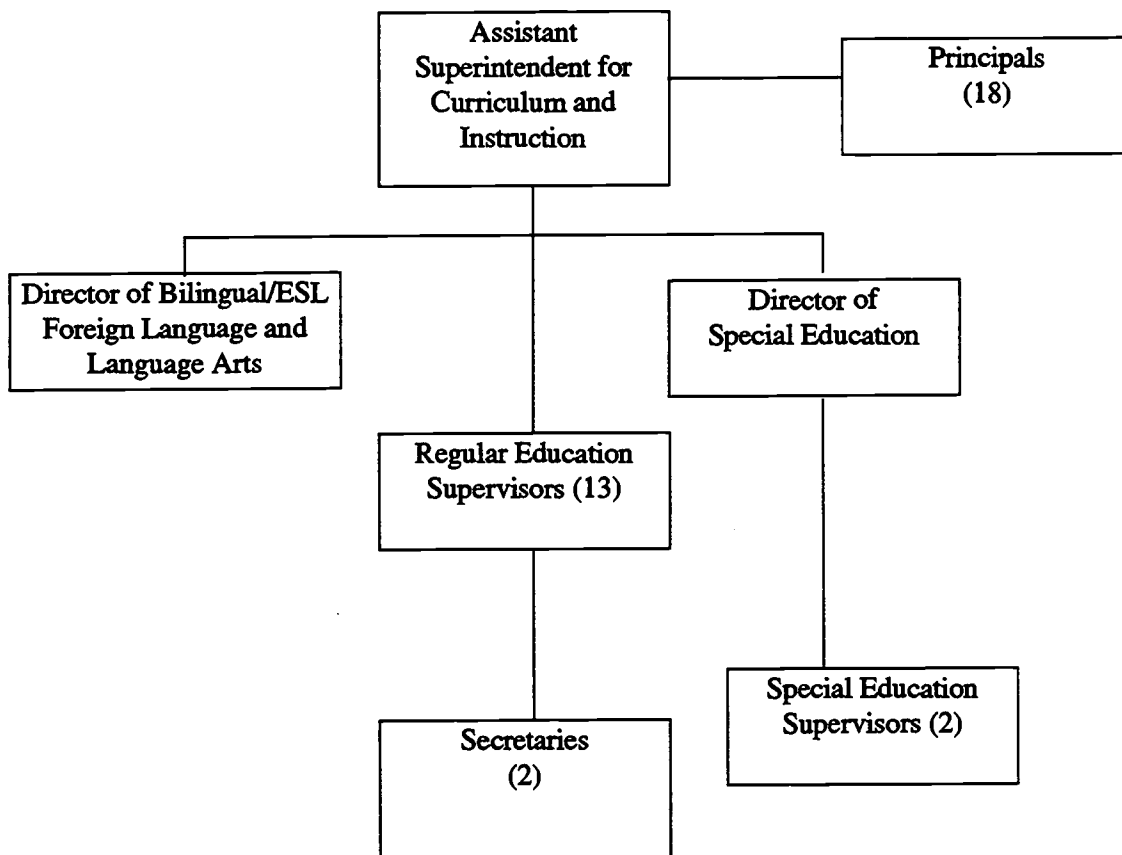 Assistant
Superintendent for
Curriculum and
Instruction
Principals
(18)
Director of Bilingual/ESL
Foreign Language and
Language Arts
Director of
Special Education
Regular Education
Supervisors (13)
Special Education
Supervisors (2)
Secretaries
(2)